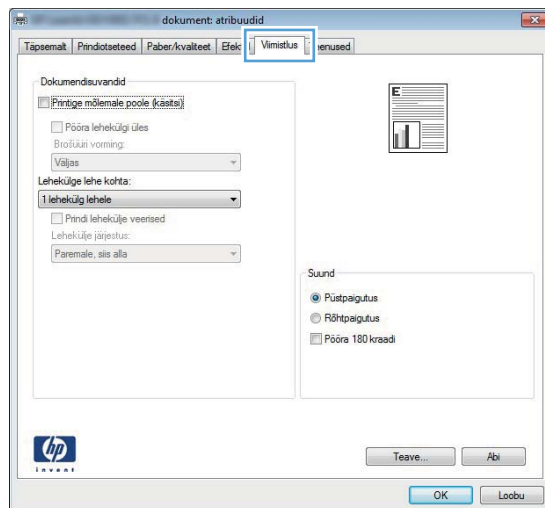 dokument: atribuudid
Täpsemalt Prindiotseteed Paber/kvaliteet Viimistlus
Dokumendisuvandid
Printige mõlemale poole (käsitsi)
Pööra lehekülgi üles
Brošüüri vorming:
Väljas
Lehekülge lehe kohta:
1 lehekülg lehele
Prindi lehekülje veerised
Lehekülje järjestus:
Paremale, siis alla
E
Suund
Püstpaigutus
Rõhtpaigutus
Pööra 180 kraadi
hp
invent
Teave... Abi
OK Loobu